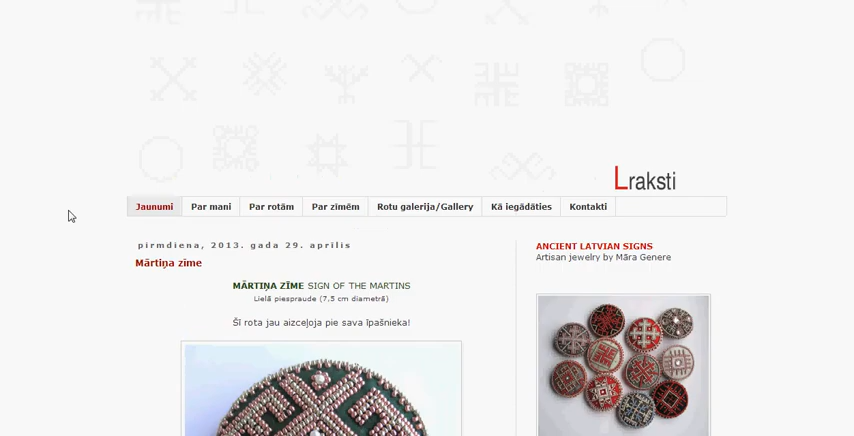 Lraksti
Jaunumi Par mani Par rotām Par zīmēm Rotu galerija/Gallery Kā iegādāties Kontakti
pirmdiena, 2013. gada 29. aprīlis
Mārtiņa zīme
MĀRTIŅA ZĪME SIGN OF THE MARTINS
Lielā piespraude (7,5 cm diametrā)
Šī rota jau aizceļoja pie sava īpašnieka!
ANCIENT LATVIAN SIGNS
Artisan jewelry by Māra Genere